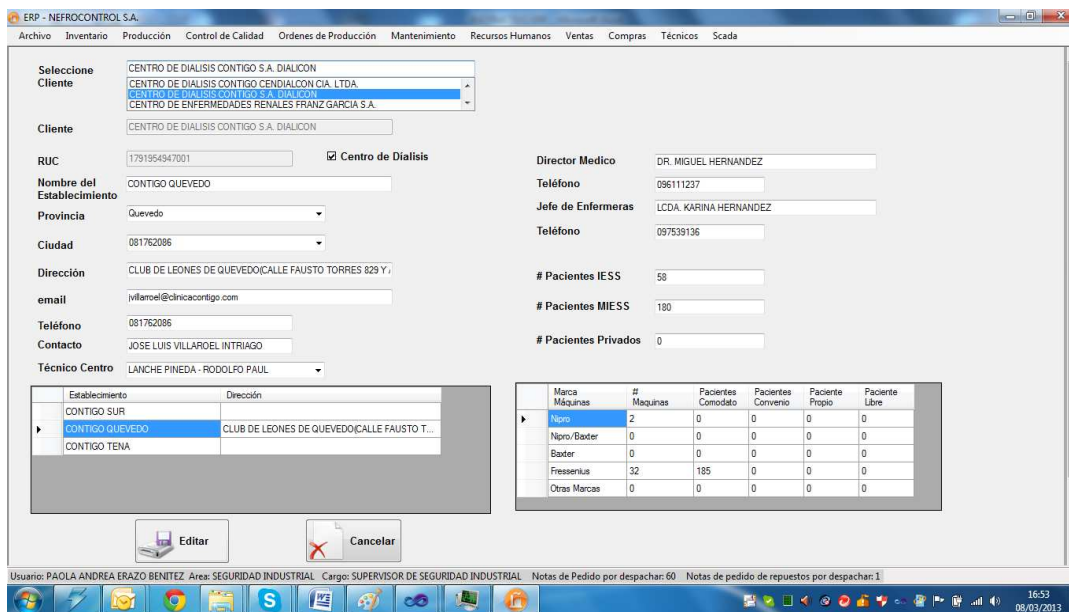 ERP - NEFROCONTROL S.A.
Archivo Inventario Producción Control de Calidad Ordenes de Producción Mantenimiento Recursos Humanos Ventas Compras Técnicos Scada
Seleccione Cliente
CENTRO DE DIALISIS CONTIGO S.A. DIALICON
CENTRO DE DIALISIS CONTIGO CENDIALCON CIA. LTDA.
CENTRO DE DIALISIS CONTIGO S.A. DIALICON
CENTRO DE ENFERMEDADES RENALES FRANZ GARCIA S.A.
Cliente CENTRO DE DIALISIS CONTIGO S.A. DIALICON
RUC 1791954947001 Centro de Díalisis
Nombre del Establecimiento CONTIGO QUEVEDO
Provincia Quevedo
Ciudad 081762086
Dirección CLUB DE LEONES DE QUEVEDO(CALLE FAUSTO TORRES 829 Y
email jvillarroel@clinicacontigo.com
Teléfono 081762086
Contacto JOSE LUIS VILLAROEL INTRIAGO
Técnico Centro LANCHE PINEDA - RODOLFO PAUL
Director Medico DR. MIGUEL HERNANDEZ
Teléfono 096111237
Jefe de Enfermeras LCDA. KARINA HERNANDEZ
Teléfono 097539136
# Pacientes IESS 58
# Pacientes MIESS 180
# Pacientes Privados 0
Establecimiento Dirección
CONTIGO SUR
CONTIGO QUEVEDO CLUB DE LEONES DE QUEVEDO(CALLE FAUSTO T...
CONTIGO TENA
Marca Máquinas # Maquinas Pacientes Comodato Pacientes Convenio Paciente Propio Paciente Libre
Nipro 2 0 0 0 0
Nipro/Baxter 0 0 0 0 0
Baxter 0 0 0 0 0
Fressenius 32 185 0 0 0
Otras Marcas 0 0 0 0 0
Editar Cancelar
Usuario: PAOLA ANDREA ERAZO BENITEZ Area: SEGURIDAD INDUSTRIAL Cargo: SUPERVISOR DE SEGURIDAD INDUSTRIAL Notas de Pedido por despachar: 60 Notas de pedido de repuestos por despachar: 1
16:53
08/03/2013